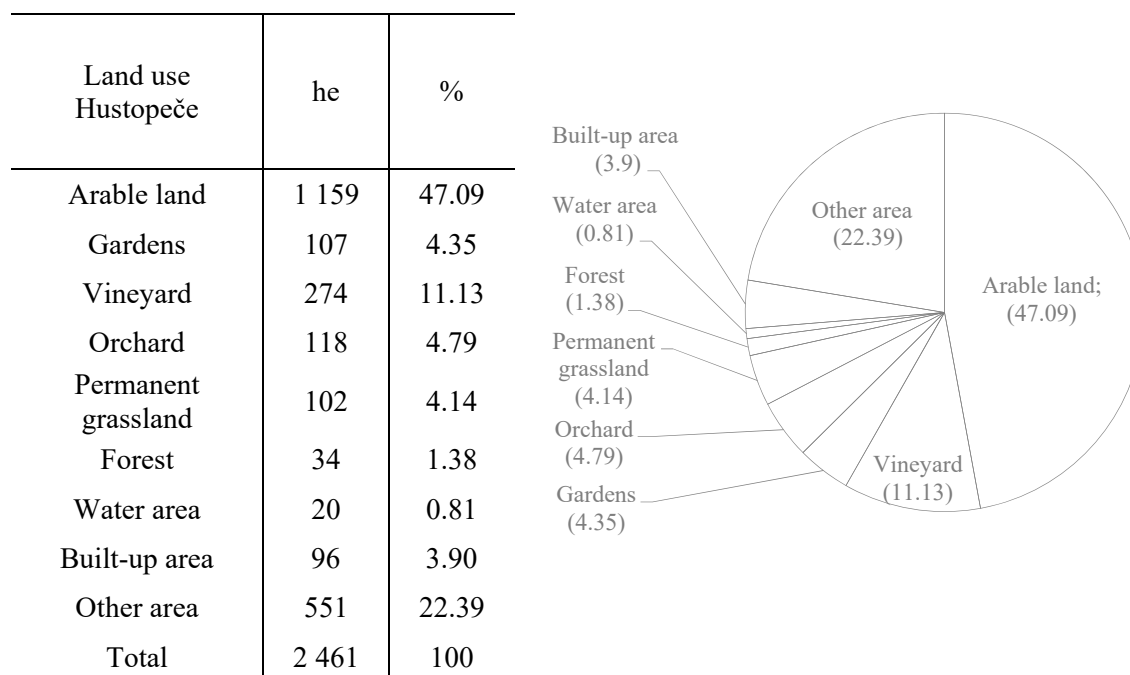 Land use
Hustopeče
he
%
Arable land 1 159 47.09
Gardens 107 4.35
Vineyard 274 11.13
Orchard 118 4.79
Permanent
grassland
102 4.14
Forest 34 1.38
Water area 20 0.81
Built-up area 96 3.90
Other area 551 22.39
Total 2 461 100
Built-up area
(3.9)
Water area
(0.81)
Forest
(1.38)
Permanent
grassland
(4.14)
Orchard
(4.79)
Gardens
(4.35)
Other area
(22.39)
Arable land;
(47.09)
Vineyard
(11.13)